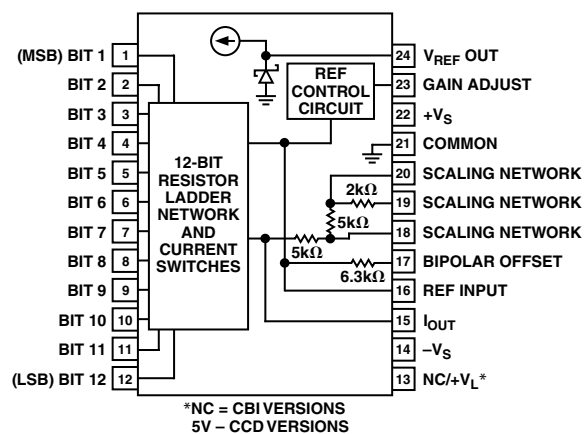 (MSB) BIT 1
BIT 2
BIT 3
BIT 4
BIT 5
BIT 6
BIT 7
BIT 8
BIT 9
BIT 10
BIT 11
(LSB) BIT 12
1
2
3
4
5
6
7
8
9
10
11
12
12-BIT
RESISTOR
LADDER
NETWORK
AND
CURRENT
SWITCHES
REF
CONTROL
CIRCUIT
2kΩ
5kΩ
5kΩ
6.3kΩ
24 VREF OUT
23 GAIN ADJUST
22 +VS
21 COMMON
20 SCALING NETWORK
19 SCALING NETWORK
18 SCALING NETWORK
17 BIPOLAR OFFSET
16 REF INPUT
15 IOUT
14 –VS
13 NC/+VL*
*NC = CBI VERSIONS
5V – CCD VERSIONS